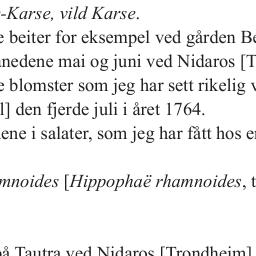 -Karse, vild Karse.
e beiter for eksempel ved gården Be
nedene mai og juni ved Nidaros [T
e blomster som jeg har sett rikelig v
l] den fjerde juli i året 1764.
ene i salater, som jeg har fått hos e
mnoides [Hippophaë rhamnoides, t
på Tautra ved Nidaros [Trondheim]